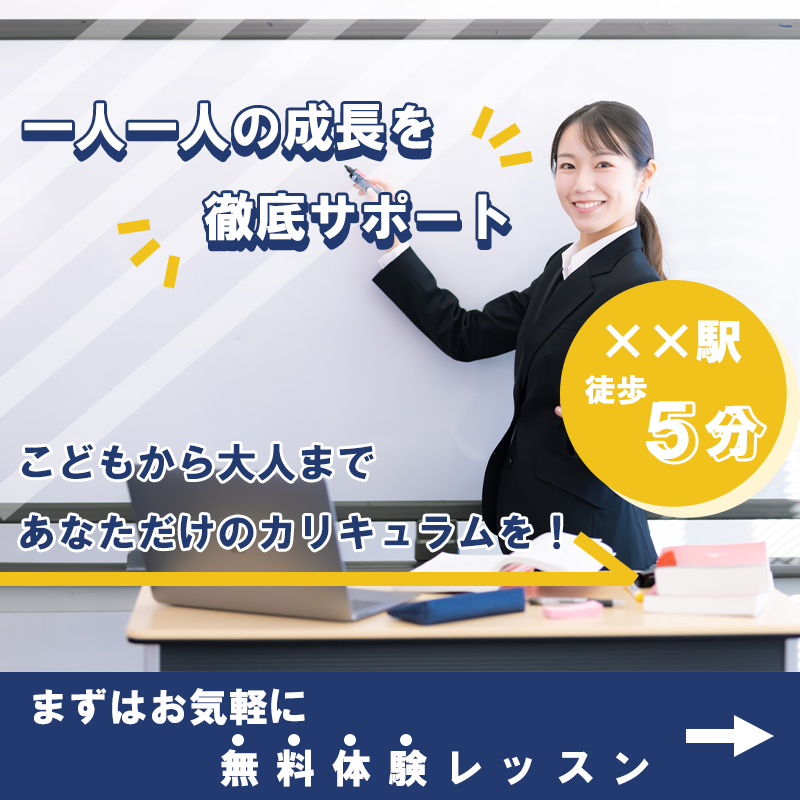 一人一人の成長を
徹底サポート
××駅
徒歩
5分
こどもから大人まで
あなただけのカリキュラムを！
まずはお気軽に
無料体験レッスン